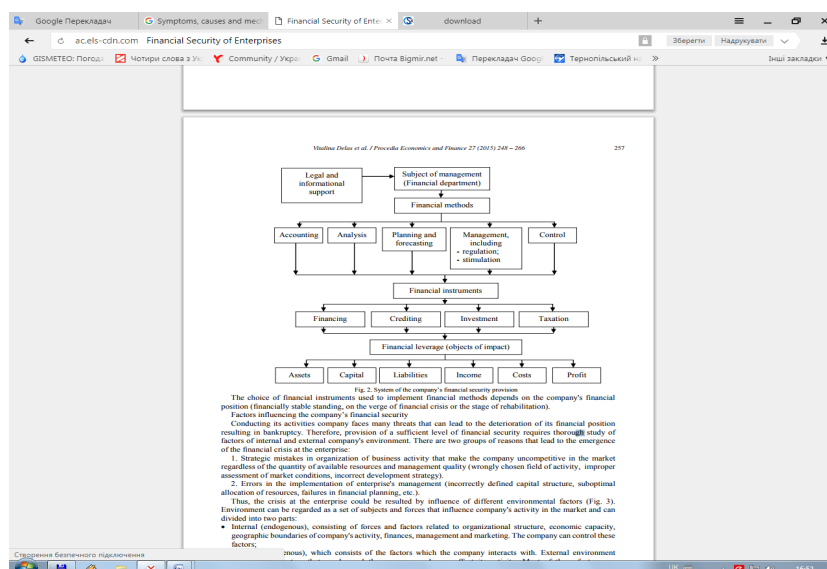 Google Перекладач
Symptoms, causes and mech
Financial Security of Enter
download
ac.els-cdn.com Financial Security of Enterprises
Зберегти
Надрукувати
GISMETEO: Погода
Чотири слова з Ук
Community / Украї
Gmail
Почта Bigmir.net -
Перекладач Googl
Тернопільський на
Інші закладки
Vitalina Delas et al. / Procedia Economics and Finance 27 (2015) 248 – 266
257
Legal and
informational
support
Subject of management
(Financial department)
Financial methods
Accounting
Analysis
Planning and
forecasting
Management,
including
- regulation;
- stimulation
Control
Financial instruments
Financing
Crediting
Investment
Taxation
Financial leverage (objects of impact)
Assets
Capital
Liabilities
Income
Costs
Profit
Fig. 2. System of the company's financial security provision
The choice of financial instruments used to implement financial methods depends on the company's financial
position (financially stable standing, on the verge of financial crisis or the stage of rehabilitation).
Factors influencing the company's financial security
Conducting its activities company faces many threats that can lead to the deterioration of its financial position
resulting in bankruptcy. Therefore, provision of a sufficient level of financial security requires thorough study of
factors of internal and external company's environment. There are two groups of reasons that lead to the emergence
of the financial crisis at the enterprise:
1. Strategic mistakes in organization of business activity that make the company uncompetitive in the market
regardless of the quantity of available resources and management quality (wrongly chosen field of activity, improper
assessment of market conditions, incorrect development strategy).
2. Errors in the implementation of enterprise's management (incorrectly defined capital structure, suboptimal
allocation of resources, failures in financial planning, etc.).
Thus, the crisis at the enterprise could be resulted by influence of different environmental factors (Fig. 3).
Environment can be regarded as a set of subjects and forces that influence company's activity in the market and can
divided into two parts:
• Internal (endogenous), consisting of forces and factors related to organizational structure, economic capacity,
geographic boundaries of company's activity, finances, management and marketing. The company can control these
factors;
enous), which consists of the factors which the company interacts with. External environment
Створення безпечного підключення
UK
16:53